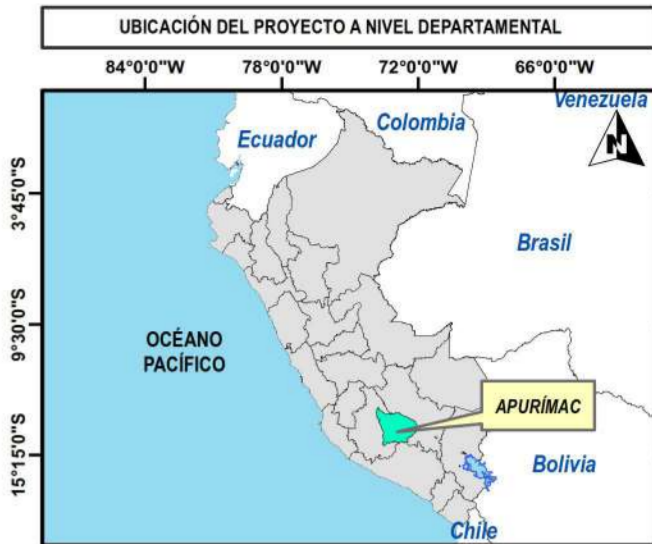 UBICACIÓN DEL PROYECTO A NIVEL DEPARTAMENTAL
84°0'0"W 78°0'0"W 72°0'0"W 66°0'0"W
Venezuela
Colombia
Ecuador
N
3°45'0"S
Brasil
9°30'0"S
OCÉANO
PACÍFICO
APURÍMAC
15°15'0"S
Bolivia
Chile